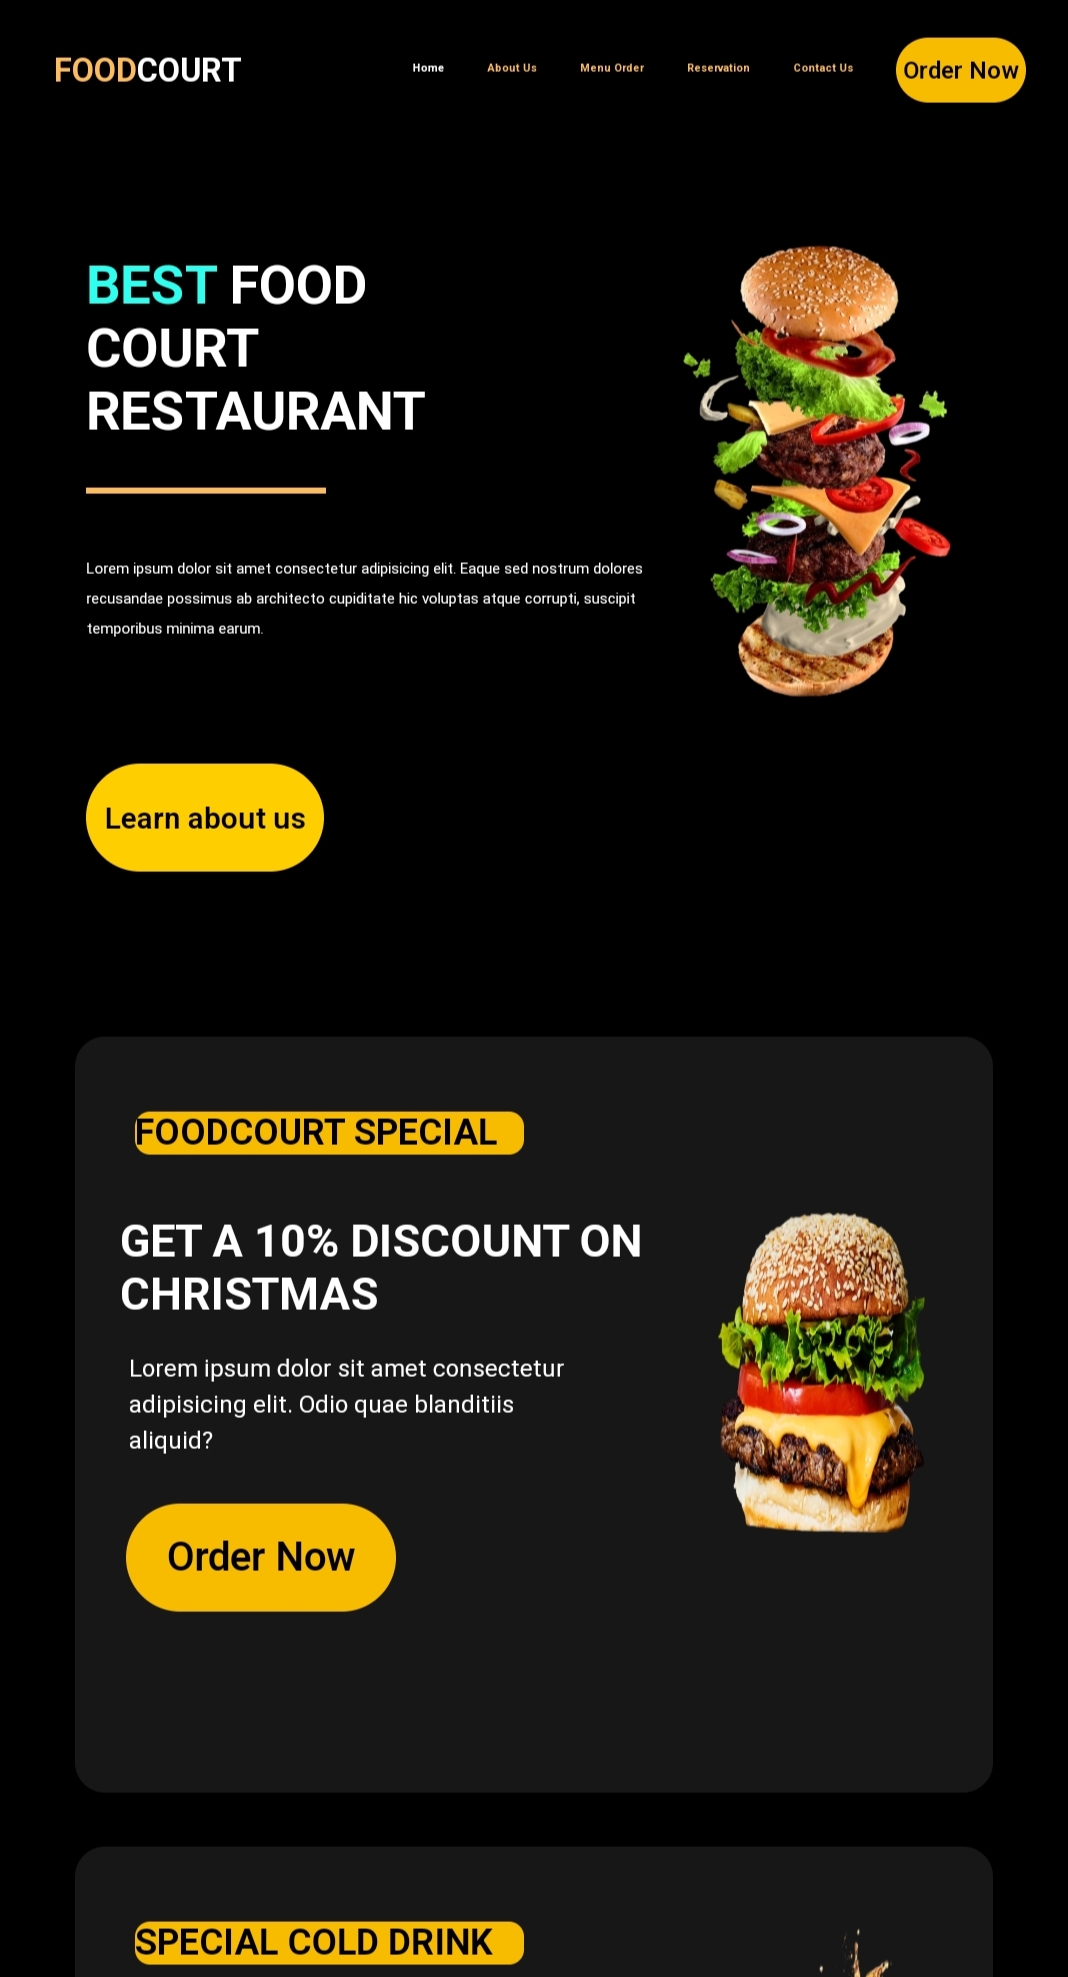 FOODCOURT
Home About Us Menu Order Reservation Contact Us Order Now
BEST FOOD
COURT
RESTAURANT
Lorem ipsum dolor sit amet consectetur adipisicing elit. Eaque sed nostrum dolores
recusandae possimus ab architecto cupiditate hic voluptas atque corrupti, suscipit
temporibus minima earum.
Learn about us
FOODCOURT SPECIAL
GET A 10% DISCOUNT ON
CHRISTMAS
Lorem ipsum dolor sit amet consectetur
adipisicing elit. Odio quae blanditiis
aliquid?
Order Now
SPECIAL COLD DRINK